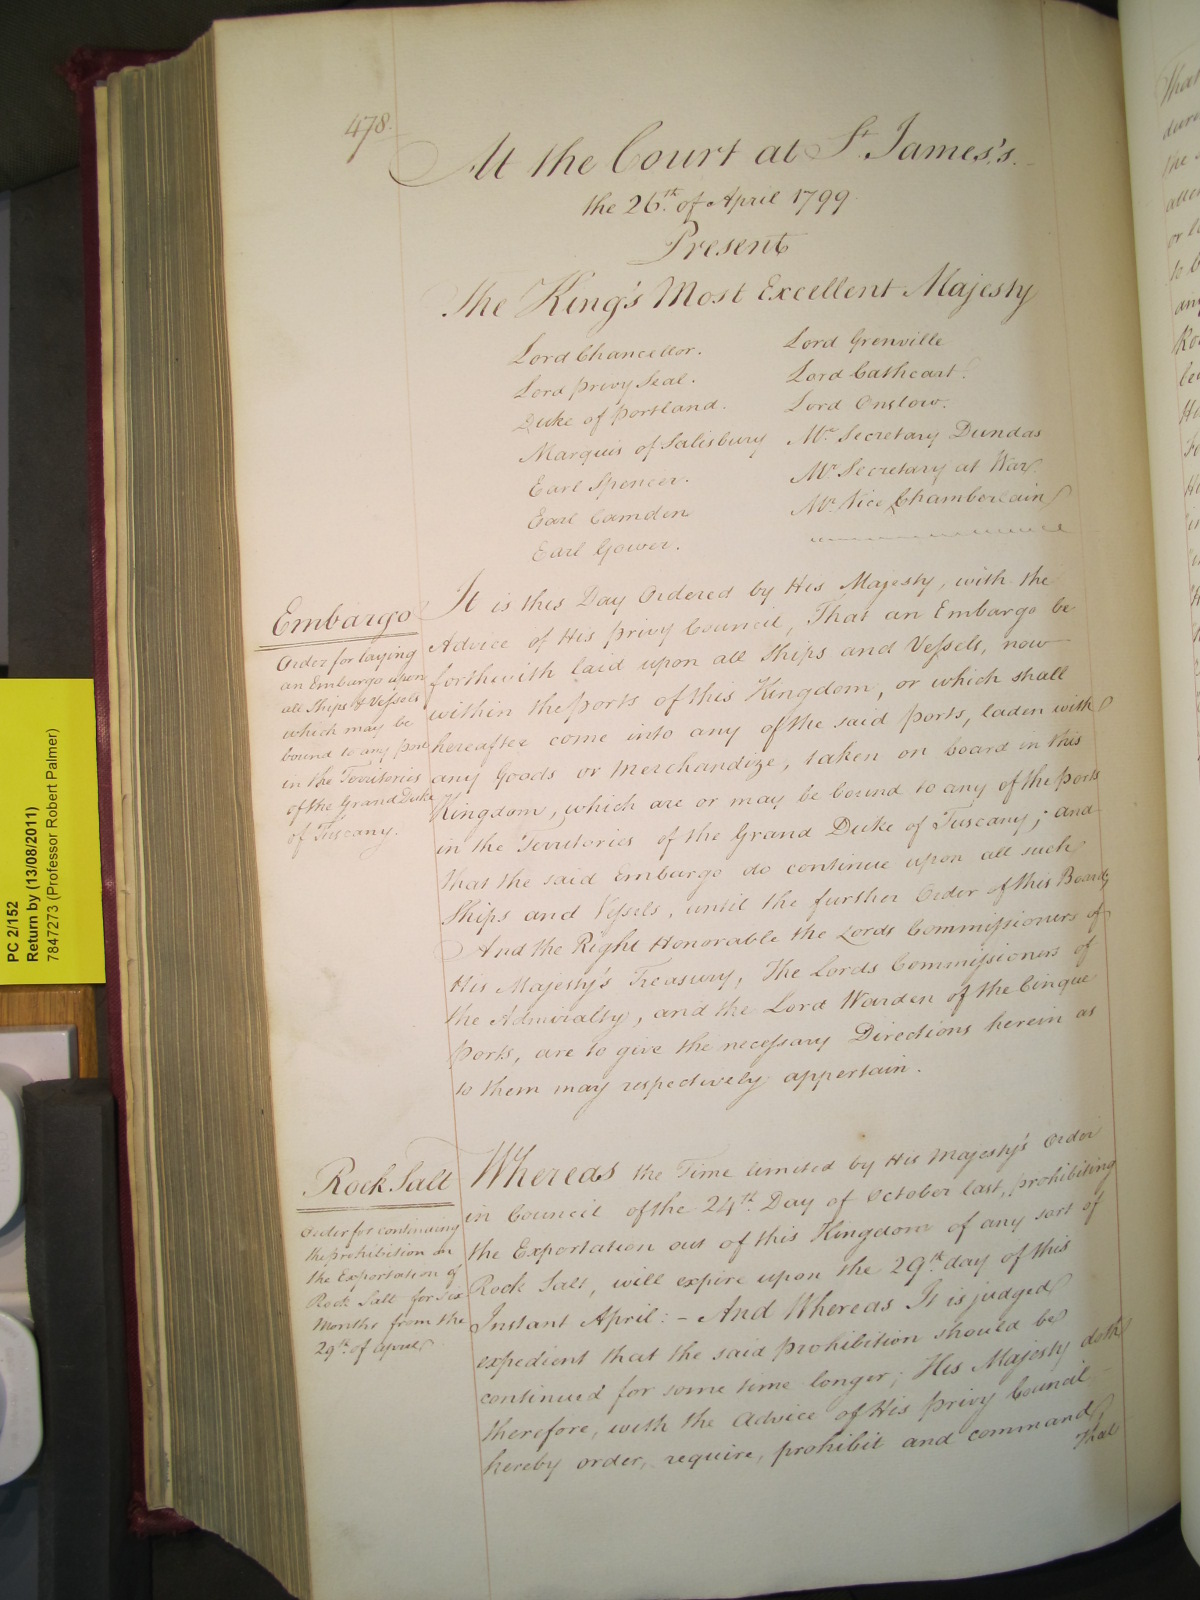 478.
At the Court at St. James's.
the 26th. of April 1799
Present
The King's Most Excellent Majesty
Lord Chancellor.
Lord Privy Seal.
Duke of Portland.
Marquis of Salisbury
Earl Spencer.
Earl Camden
Earl Gower.
Lord Grenville
Lord Cathcart.
Lord Onslow.
Mr. Secretary Dundas
Mr. Secretary at War.
Mr. Vice Chamberlain
Embargo
Order for laying
an Embargo upon
all Ships & Vessels
which may be
bound to any port
in the Territories
of the Grand Duke
of Tuscany.
It is this Day Ordered by His Majesty, with the
Advice of His Privy Council, That an Embargo be
forthwith laid upon all Ships and Vessels, now
within the Ports of this Kingdom, or which shall
hereafter come into any of the said Ports, laden with
any Goods or Merchandize, taken on board in this
Kingdom, which are or may be bound to any of the Ports
in the Territories of the Grand Duke of Tuscany; and
that the said Embargo do continue upon all such
Ships and Vessels, until the further Order of this Board,
And the Right Honorable the Lords Commissioners of
His Majesty's Treasury, The Lords Commissioners of
the Admiralty, and the Lord Warden of the Cinque
Ports, are to give the necessary Directions herein as
to them may respectively appertain.
Rock Salt
Order for continuing
the prohibition on
the Exportation of
Rock Salt for Six
Months from the
29th. of April
Whereas the Time limited by His Majesty's Order
in Council of the 24th. Day of October last, prohibiting
the Exportation out of this Kingdom of any sort of
Rock Salt, will expire upon the 29th. day of this
Instant April: - And Whereas It is judged
expedient that the said Prohibition should be
continued for some time longer; His Majesty doth
therefore, with the Advice of His Privy Council
hereby order, require, prohibit and command,
That
PC 2/152
Return by (13/08/2011)
7847273 (Professor Robert Palmer)